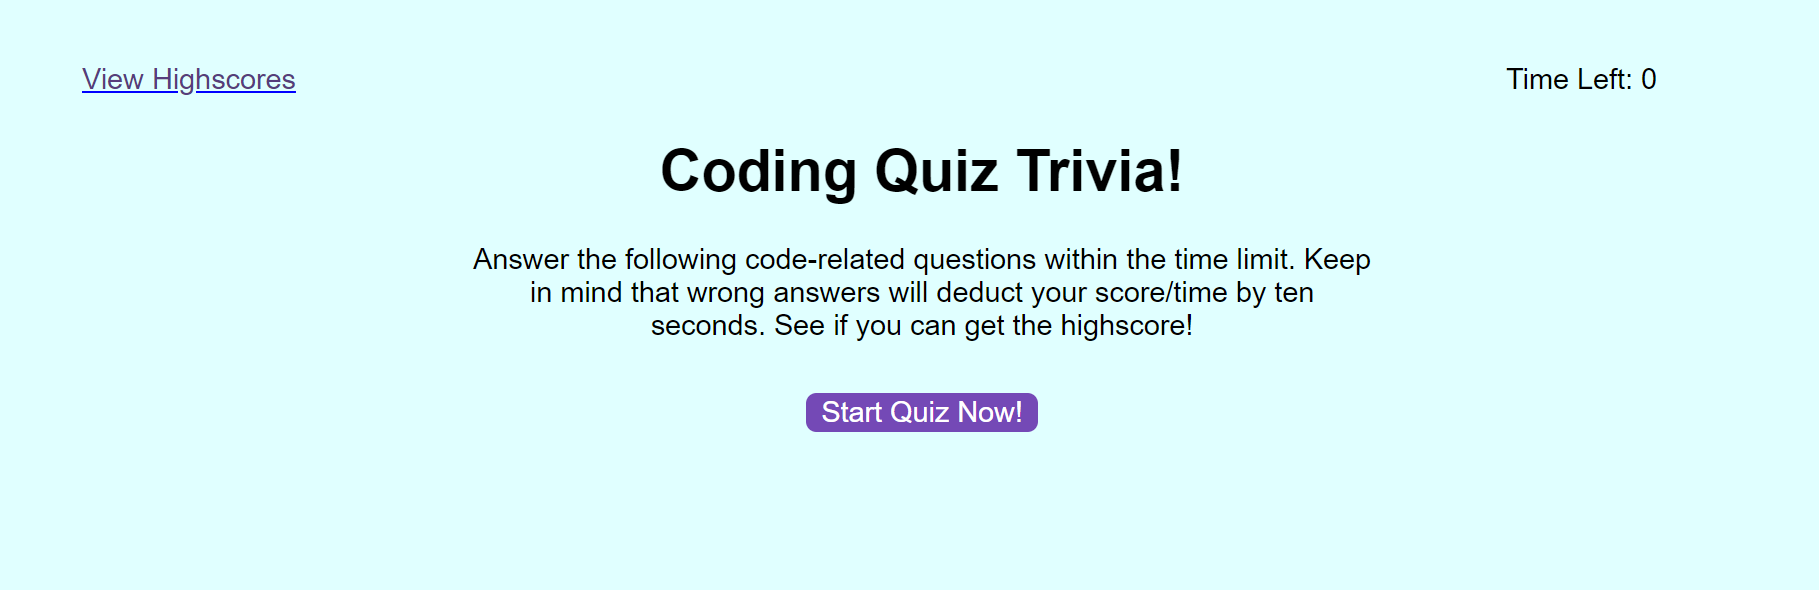 View Highscores
Time Left: 0
Coding Quiz Trivia!
Answer the following code-related questions within the time limit. Keep
in mind that wrong answers will deduct your score/time by ten
seconds. See if you can get the highscore!
Start Quiz Now!